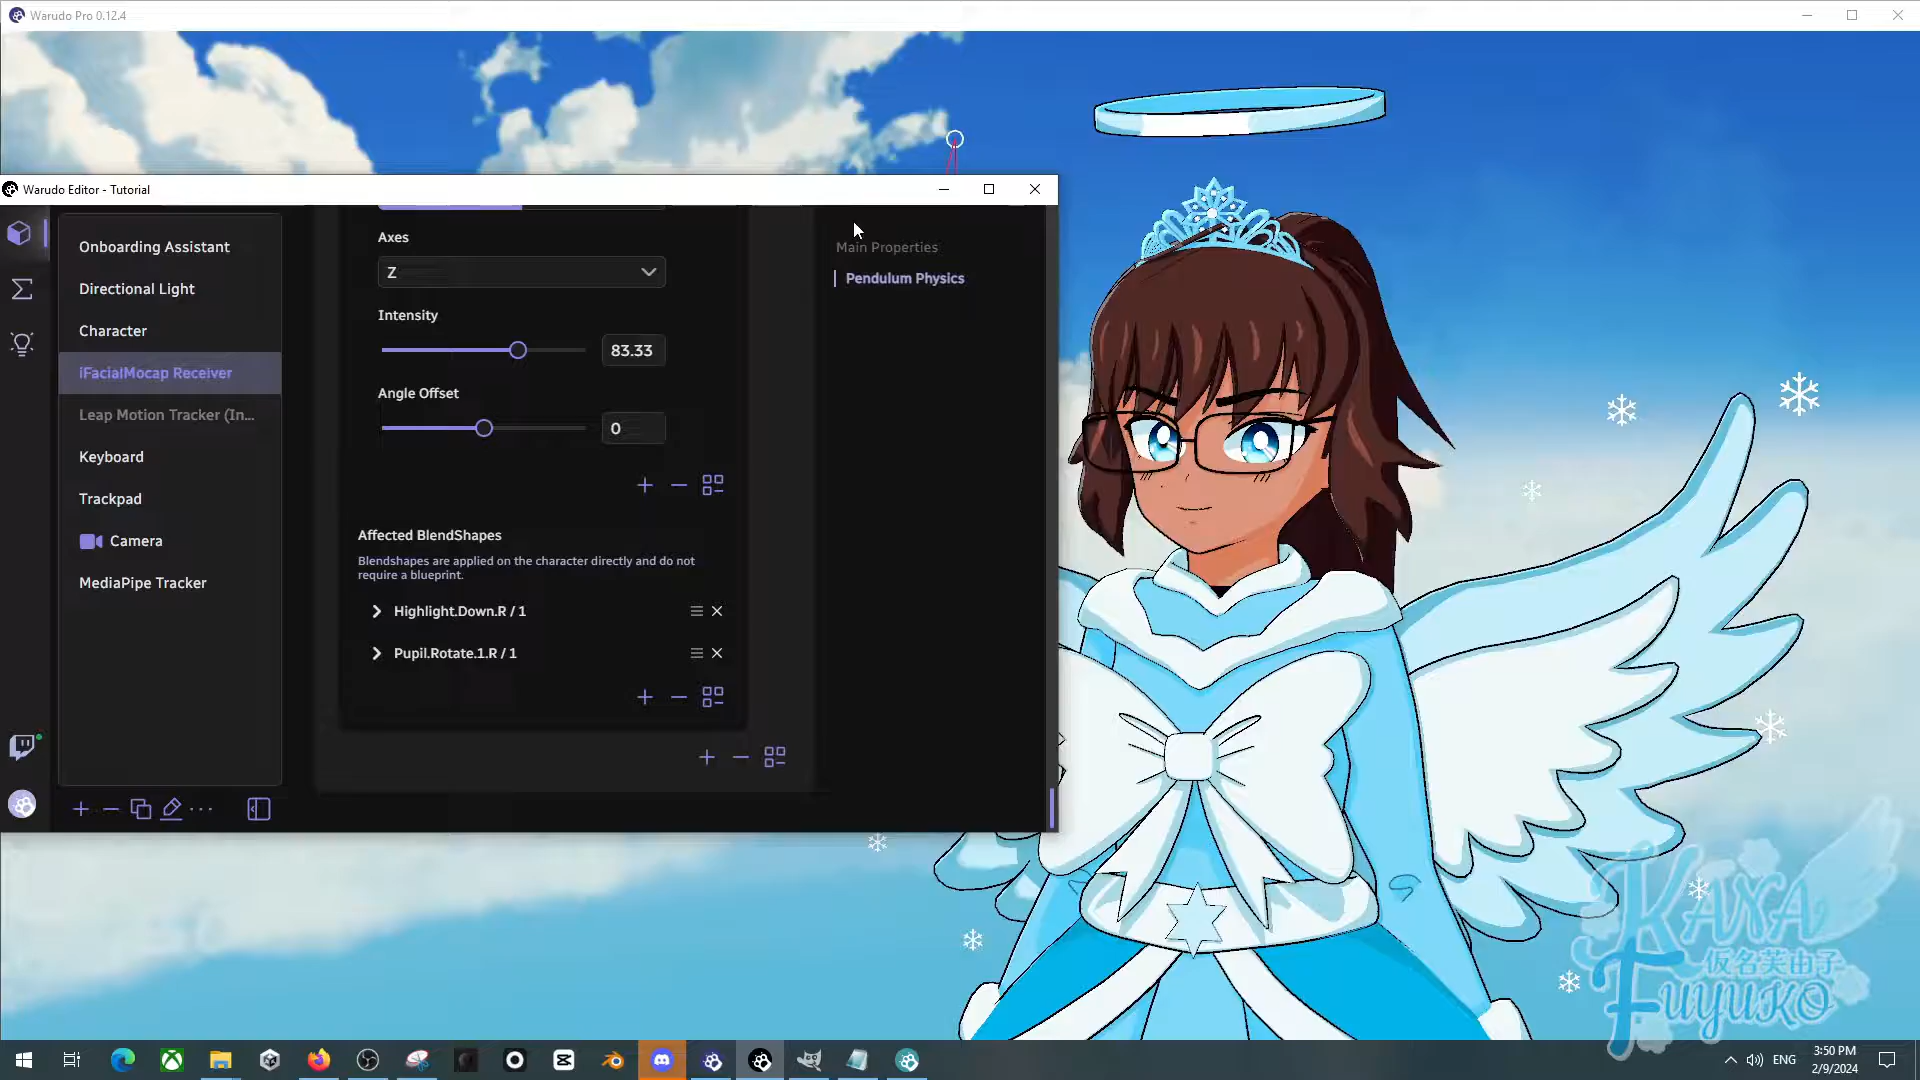 Warudo Pro 0.12.4
Warudo Editor - Tutorial
Onboarding Assistant
Directional Light
Character
iFacialMocap Receiver
Leap Motion Tracker (In...
Keyboard
Trackpad
Camera
MediaPipe Tracker
Axes
Z
Intensity
83.33
Angle Offset
0
Affected BlendShapes
Blendshapes are applied on the character directly and do not
require a blueprint.
Highlight.Down.R / 1
Pupil.Rotate.1.R / 1
Main Properties
Pendulum Physics
KANA
仮名芙由子
FUYUKO
ENG
3:50 PM
2/9/2024